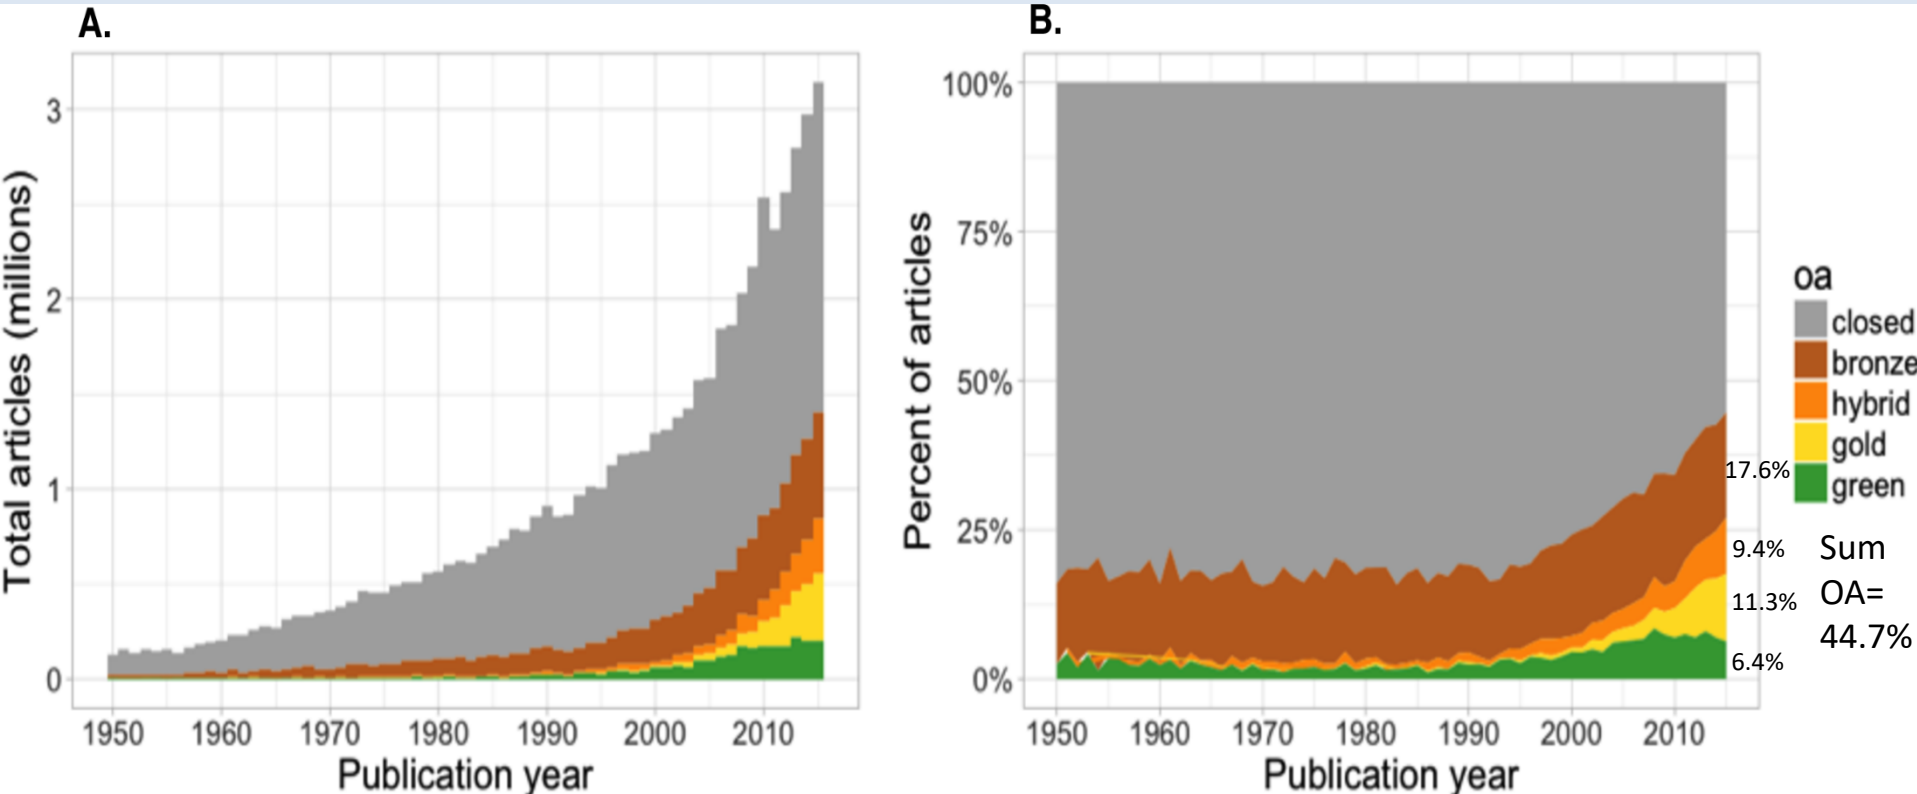 A.
Total articles (millions)
3
2
1
0
1950 1960 1970 1980 1990 2000 2010
Publication year
B.
Percent of articles
100%
75%
50%
25%
0%
1950 1960 1970 1980 1990 2000 2010
Publication year
17.6%
9.4%
11.3%
6.4%
oa
closed
bronze
hybrid
gold
green
Sum
OA=
44.7%